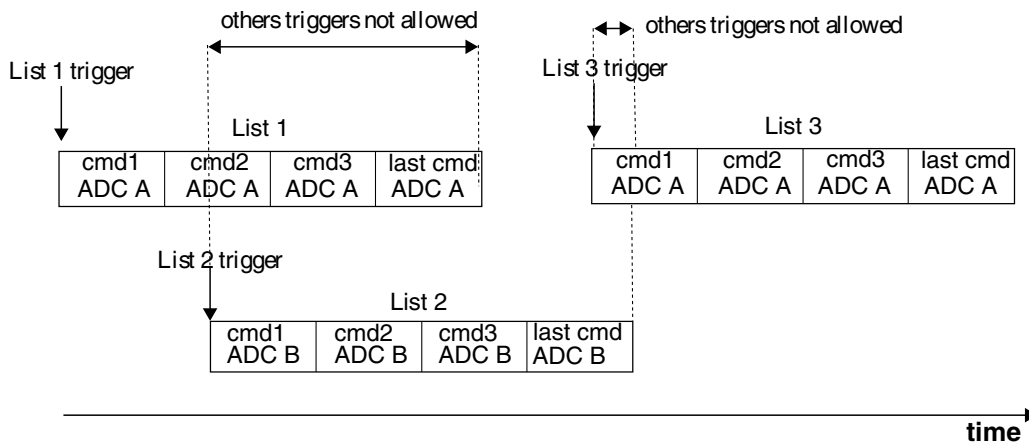 others triggers not allowed
others triggers not allowed
List 1 trigger
List 3 trigger
List 1
List 3
cmd1 cmd2 cmd3 last cmd
ADC A ADC A ADC A ADC A
cmd1 cmd2 cmd3 last cmd
ADC A ADC A ADC A ADC A
List 2 trigger
List 2
cmd1 cmd2 cmd3 last cmd
ADC B ADC B ADC B ADC B
time